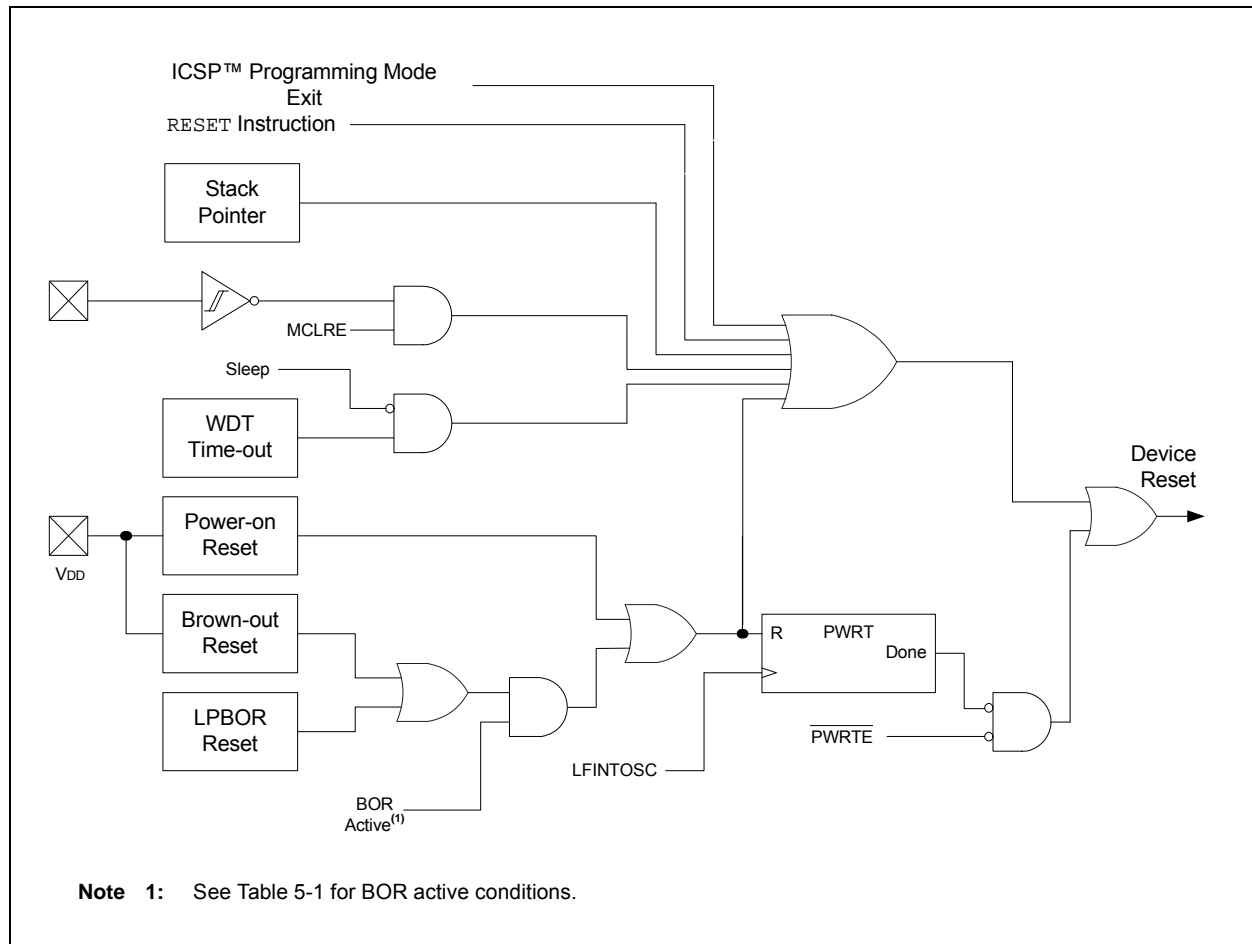 ICSP™ Programming Mode
Exit
RESET Instruction
Stack
Pointer
MCLRE
Sleep
WDT
Time-out
Device
Reset
Power-on
Reset
VDD
Brown-out
Reset
R PWRT
Done
LPBOR
Reset
PWRTE
LFINTOSC
BOR
Active(1)
Note 1: See Table 5-1 for BOR active conditions.